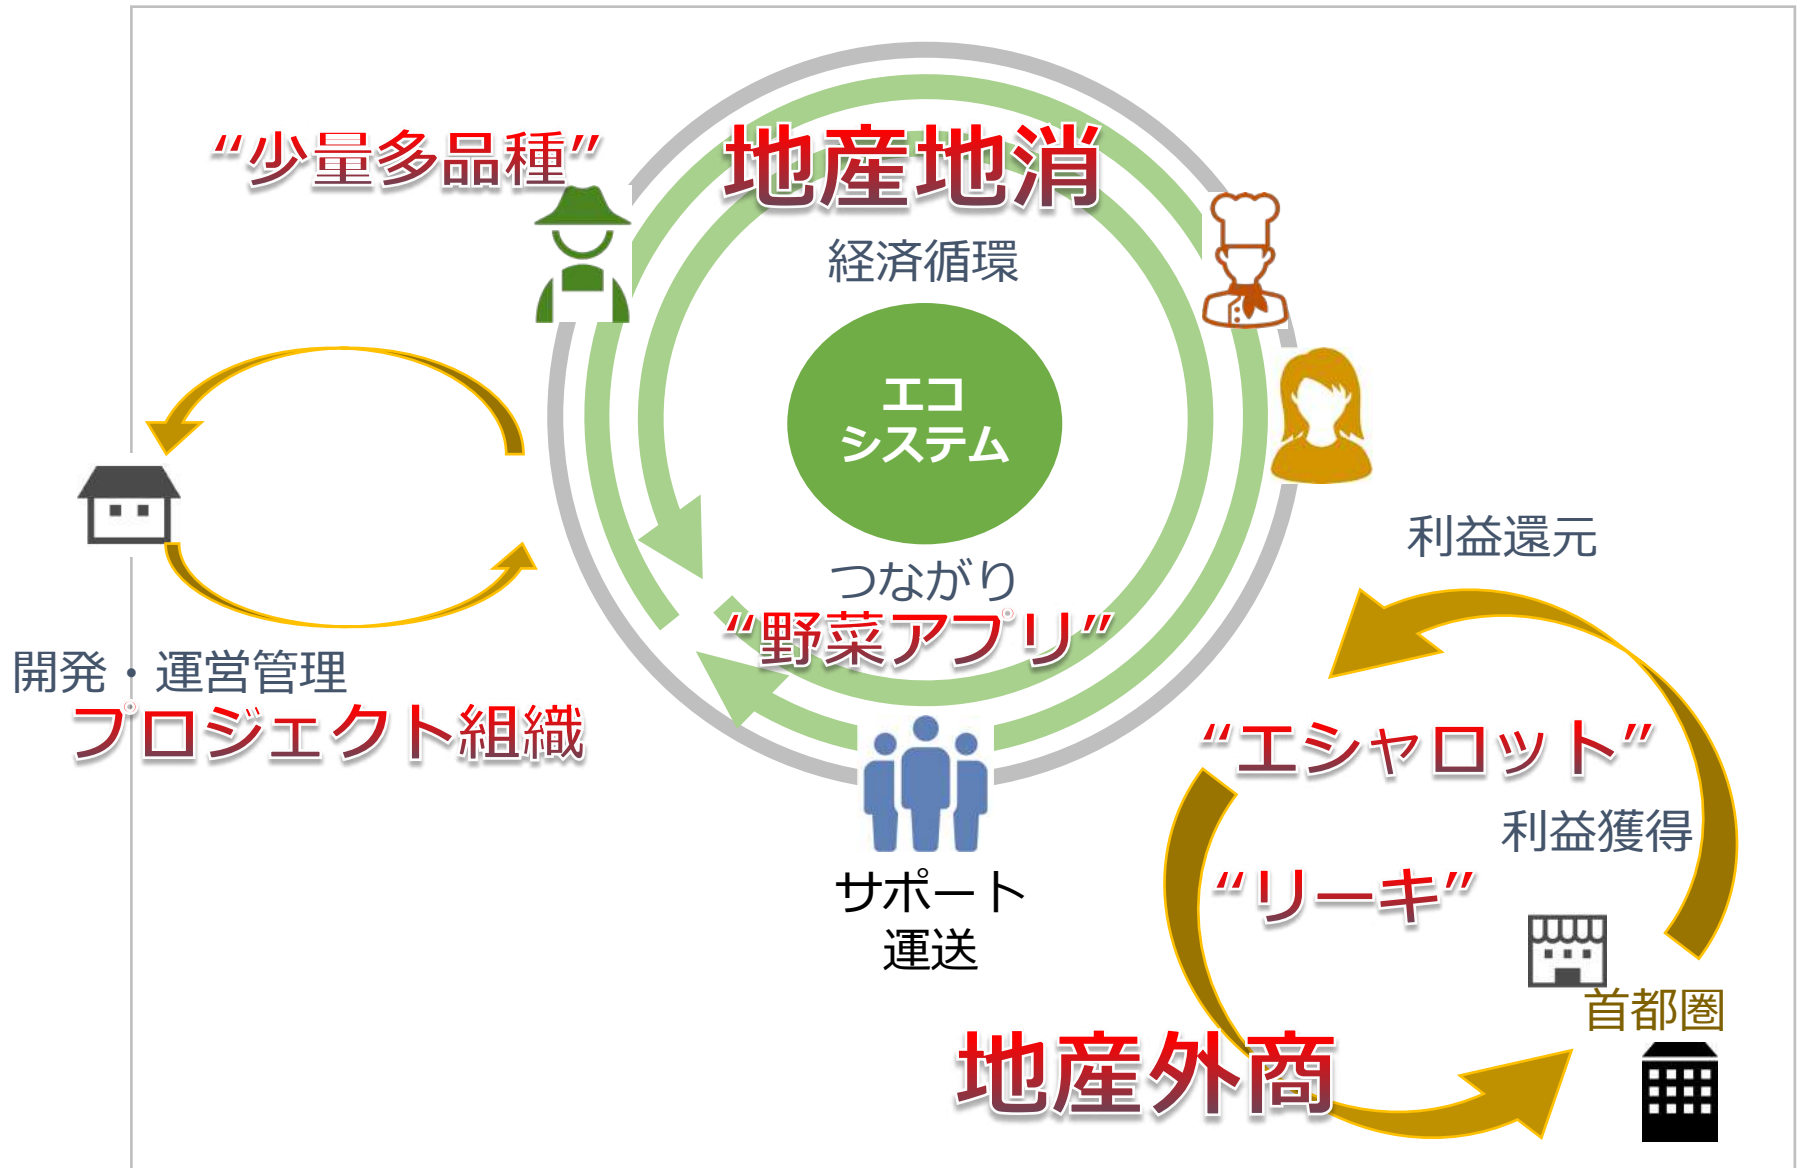 “少量多品種”
地産地消
経済循環
エコ
システム
つながり
“野菜アプリ”
開発・運営管理
プロジェクト組織
サポート
運送
利益還元
“エシャロット”
利益獲得
“リーキ”
首都圏
地産外商